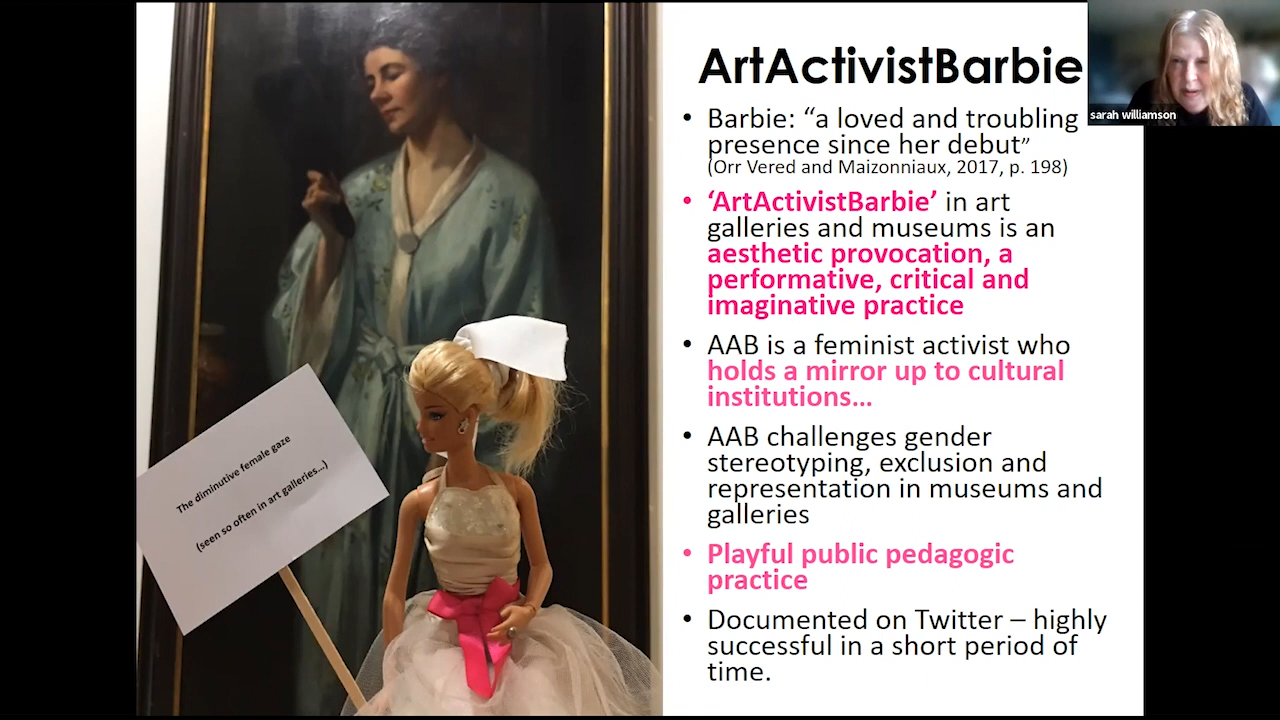 ArtActivistBarbie
sarah williamson
• Barbie: “a loved and troubling
presence since her debut”
(Orr Vered and Maizonniaux, 2017, p. 198)
• ‘ArtActivistBarbie’ in art
galleries and museums is an
aesthetic provocation, a
performative, critical and
imaginative practice
• AAB is a feminist activist who
holds a mirror up to cultural
institutions…
• AAB challenges gender
stereotyping, exclusion and
representation in museums and
galleries
• Playful public pedagogic
practice
• Documented on Twitter – highly
successful in a short period of
time.
The diminutive female gaze
(seen so often in art galleries…)